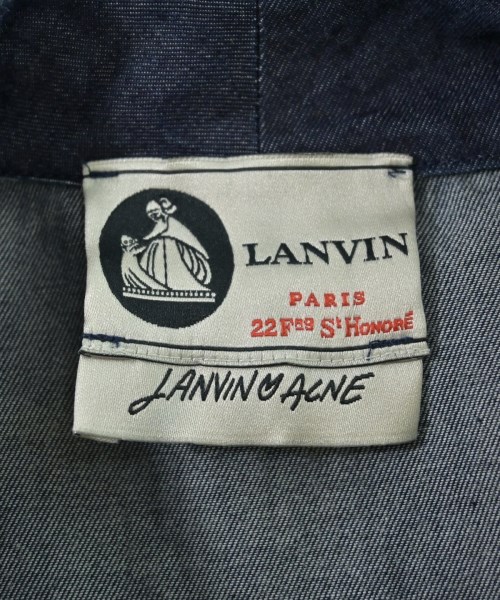 LANVIN
PARIS
22 Fbg St Honoré
LANVIN♡ACNE